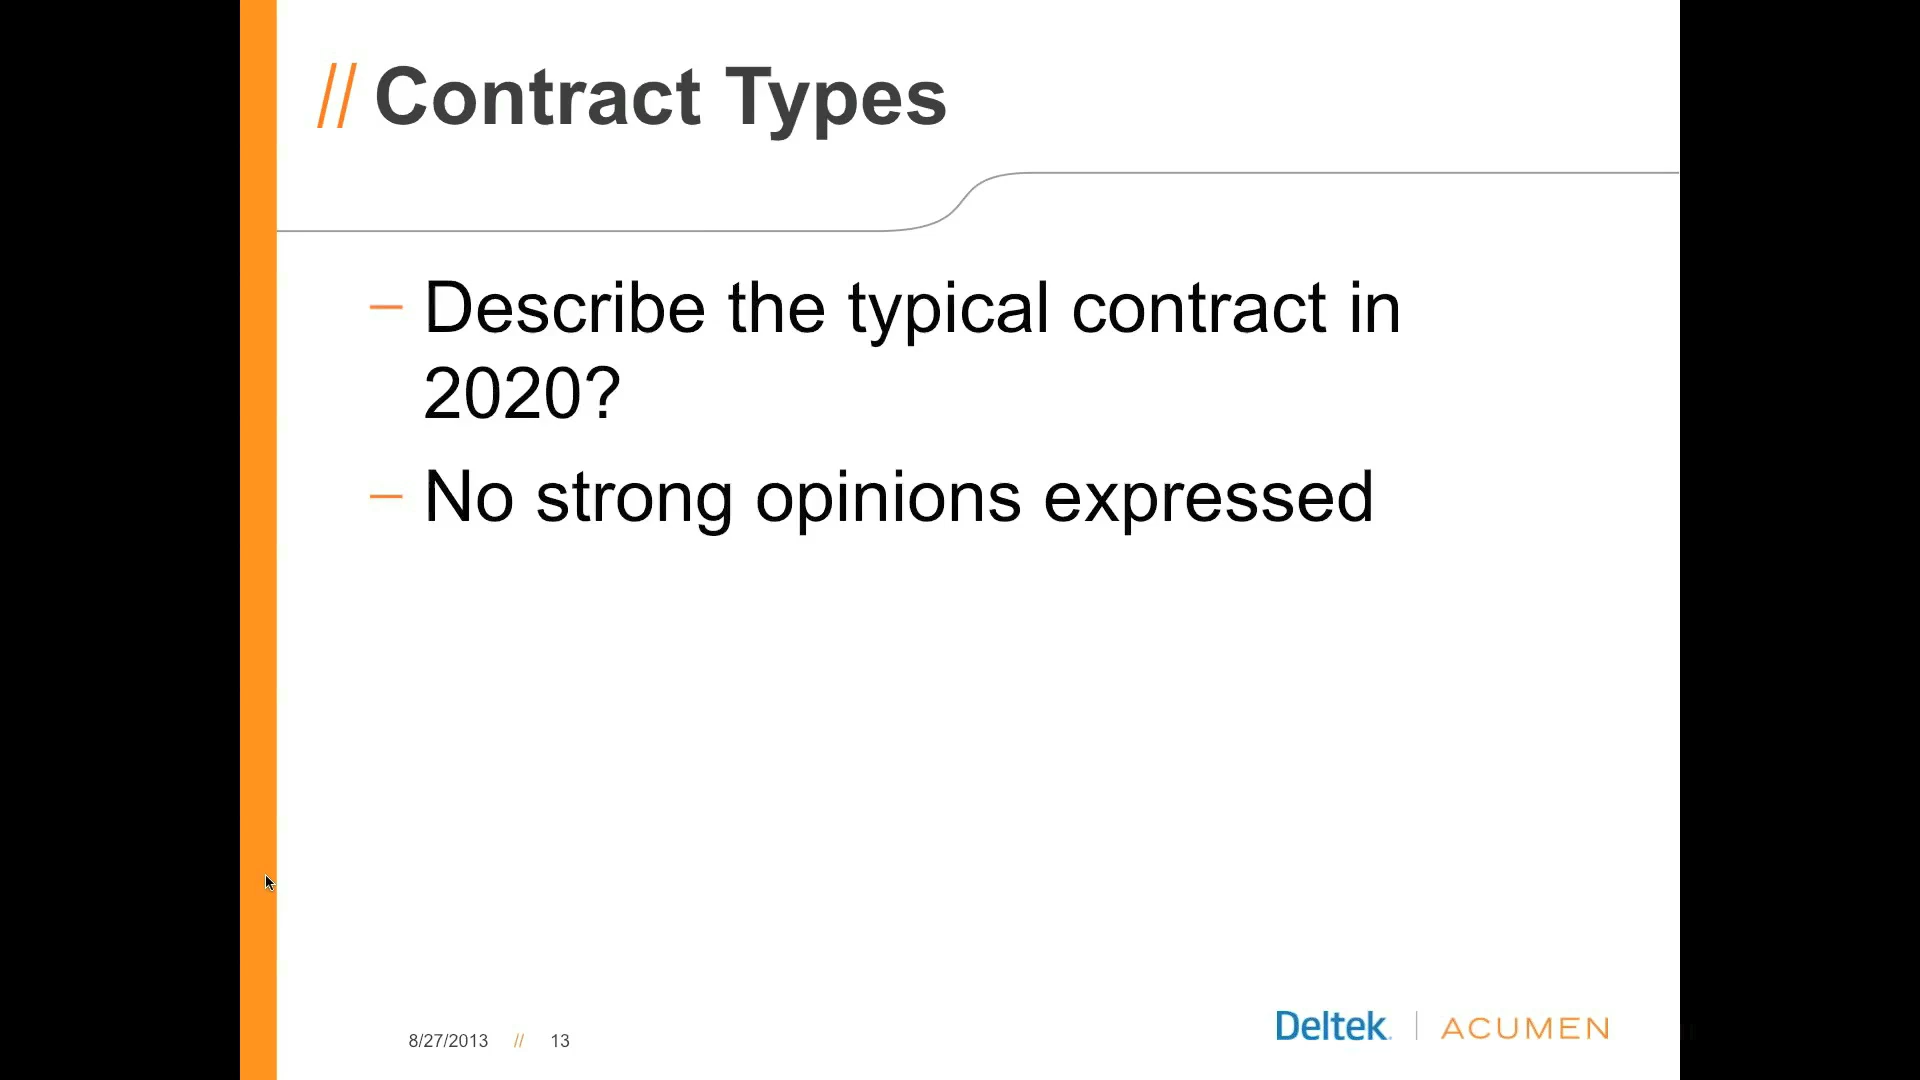 // Contract Types
– Describe the typical contract in
2020?
– No strong opinions expressed
8/27/2013 // 13
Deltek | ACUMEN